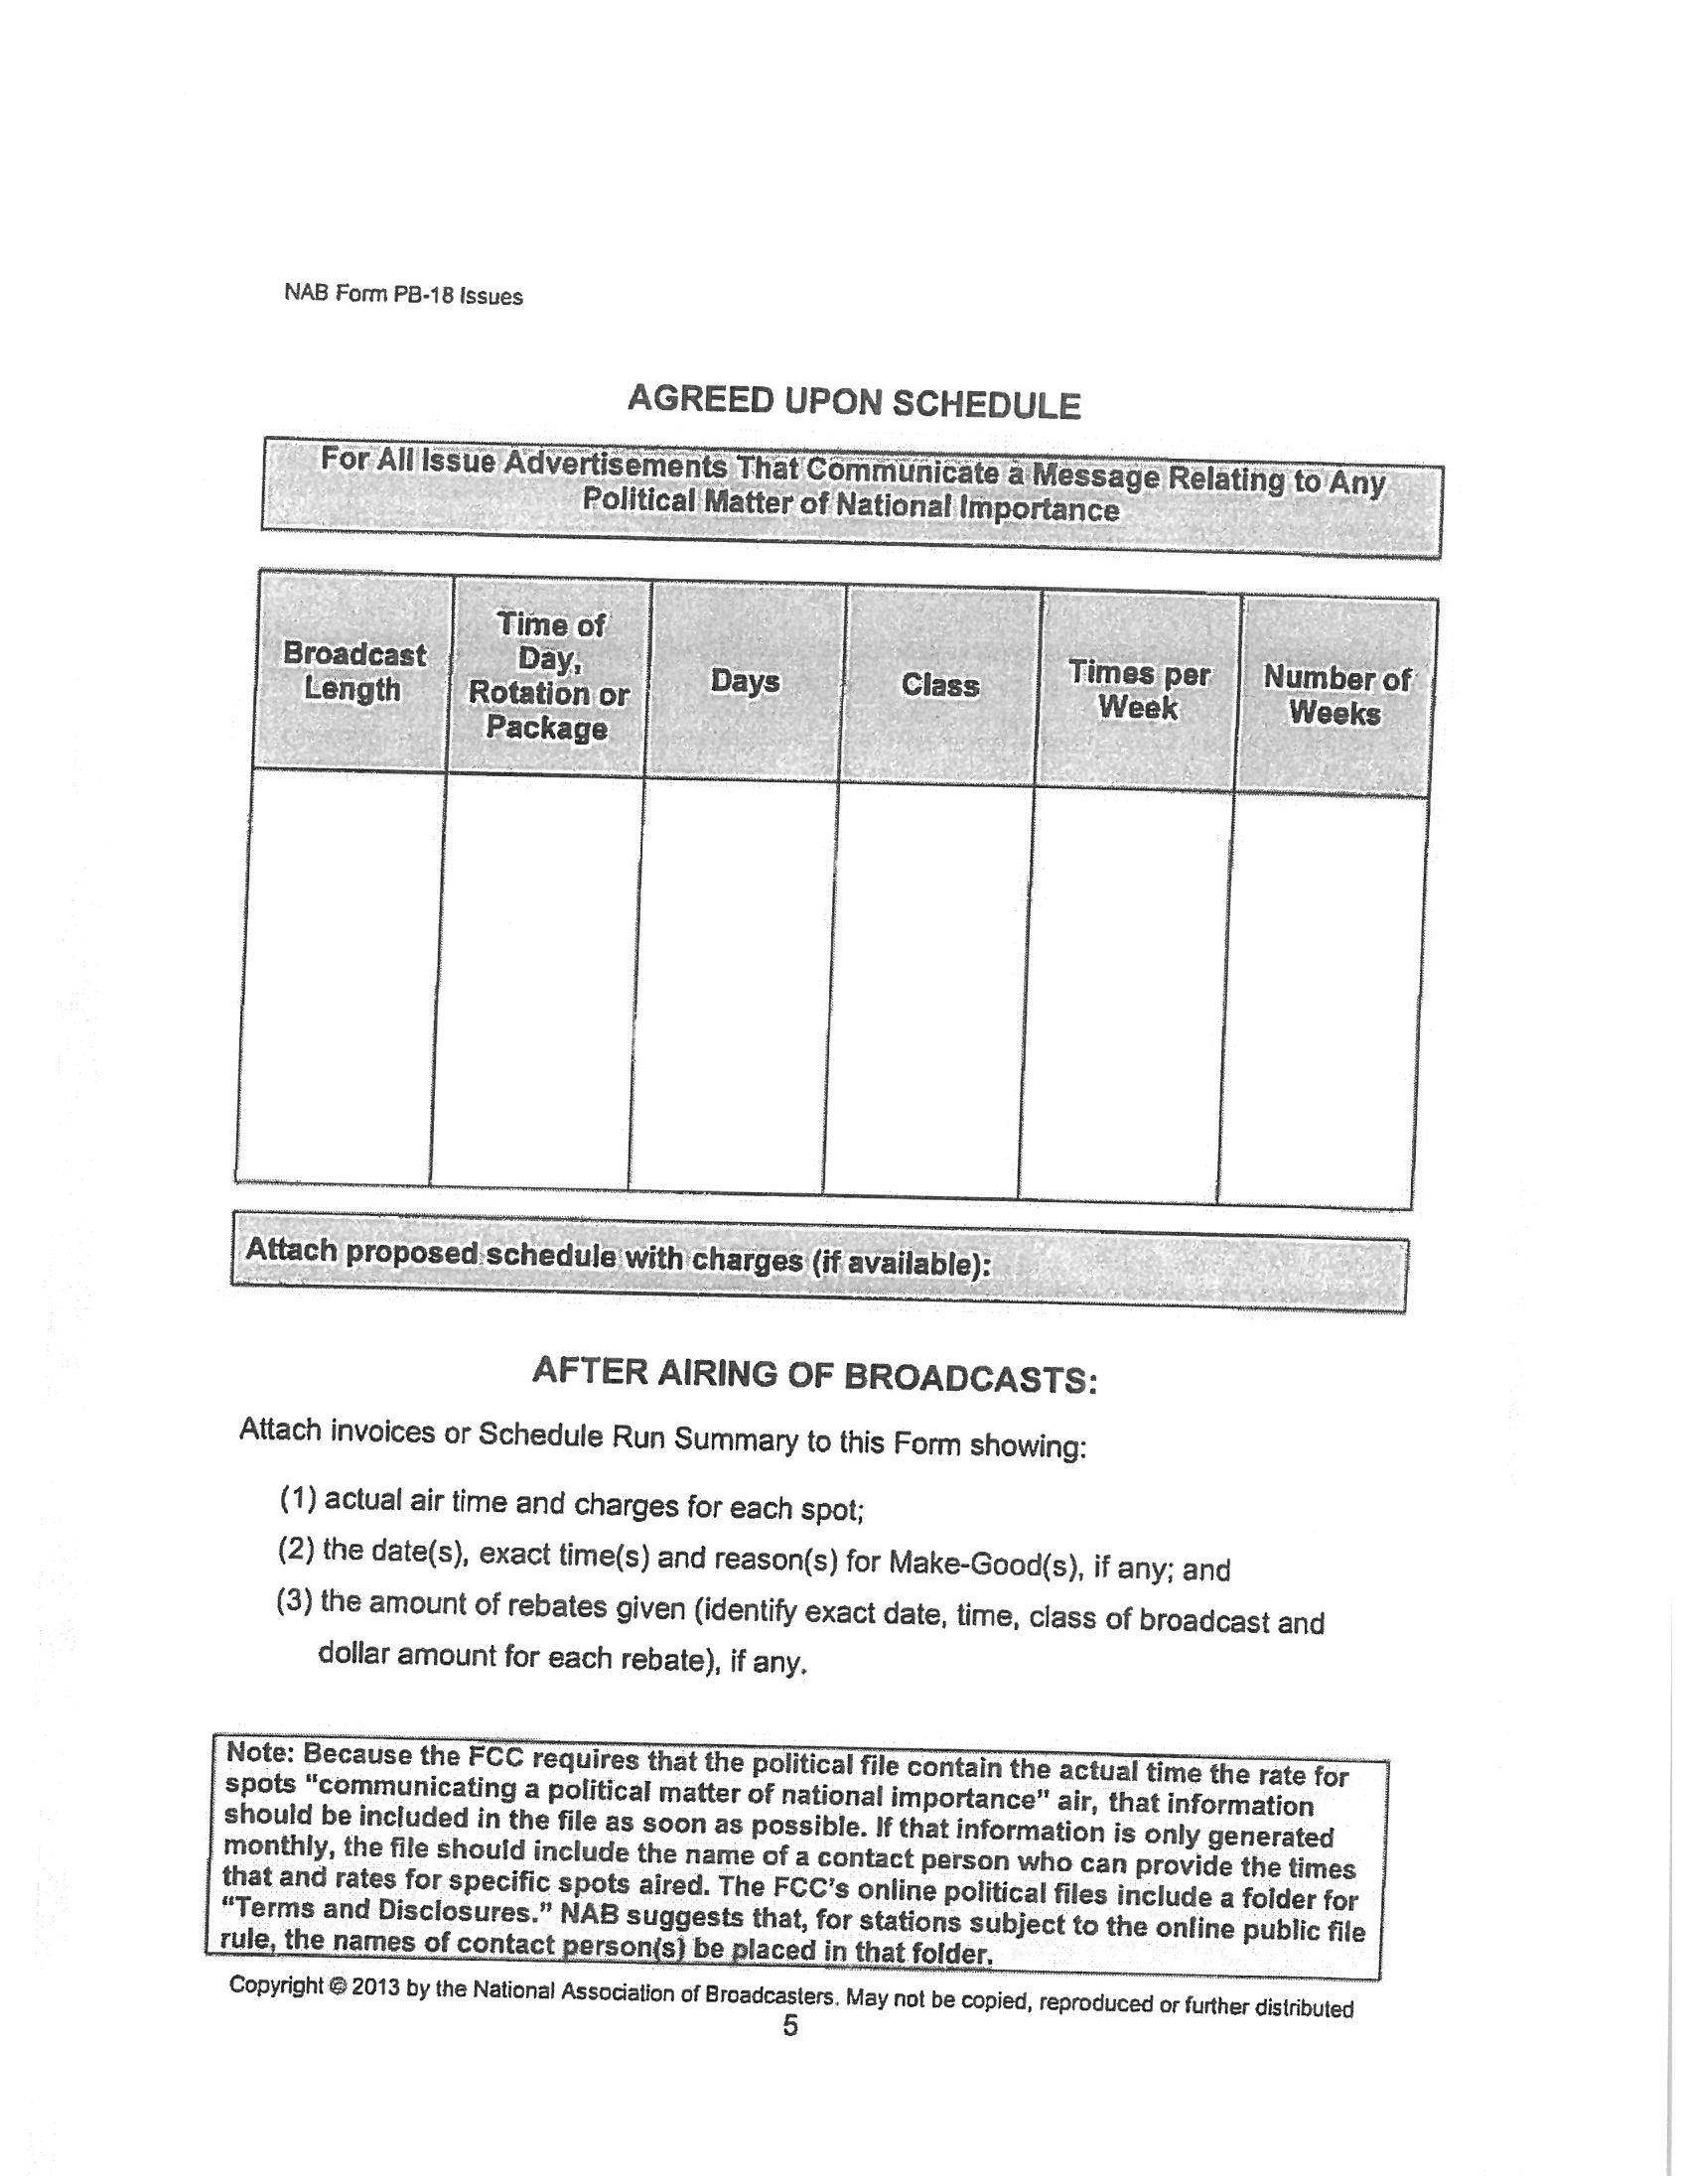 NAB Form PB-18 Issues
AGREED UPON SCHEDULE
For All Issue Advertisements That Communicate a Message Relating to Any
Political Matter of National Importance
Broadcast
Length
Time of
Day,
Rotation or
Package
Days
Class
Times per
Week
Number of
Weeks
Attach proposed schedule with charges (if available):
AFTER AIRING OF BROADCASTS:
Attach invoices or Schedule Run Summary to this Form showing:
(1) actual air time and charges for each spot;
(2) the date(s), exact time(s) and reason(s) for Make-Good(s), if any; and
(3) the amount of rebates given (identify exact date, time, class of broadcast and
dollar amount for each rebate), if any.
Note: Because the FCC requires that the political file contain the actual time the rate for
spots "communicating a political matter of national importance" air, that information
should be included in the file as soon as possible. If that information is only generated
monthly, the file should include the name of a contact person who can provide the times
that and rates for specific spots aired. The FCC's online political files include a folder for
"Terms and Disclosures." NAB suggests that, for stations subject to the online public file
rule, the names of contact person(s) be placed in that folder.
Copyright © 2013 by the National Association of Broadcasters. May not be copied, reproduced or further distributed
5